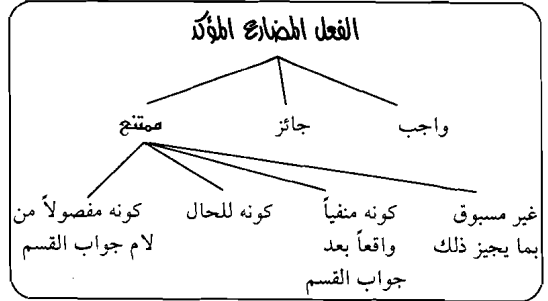 الفعل المضارع المؤكد
واجب
جائز
ممتنع
غير مسبوق
بما يجيز ذلك
كونه منفياً
واقعاً بعد
جواب القسم
كونه للحال
كونه مفصولاً من
لام جواب القسم